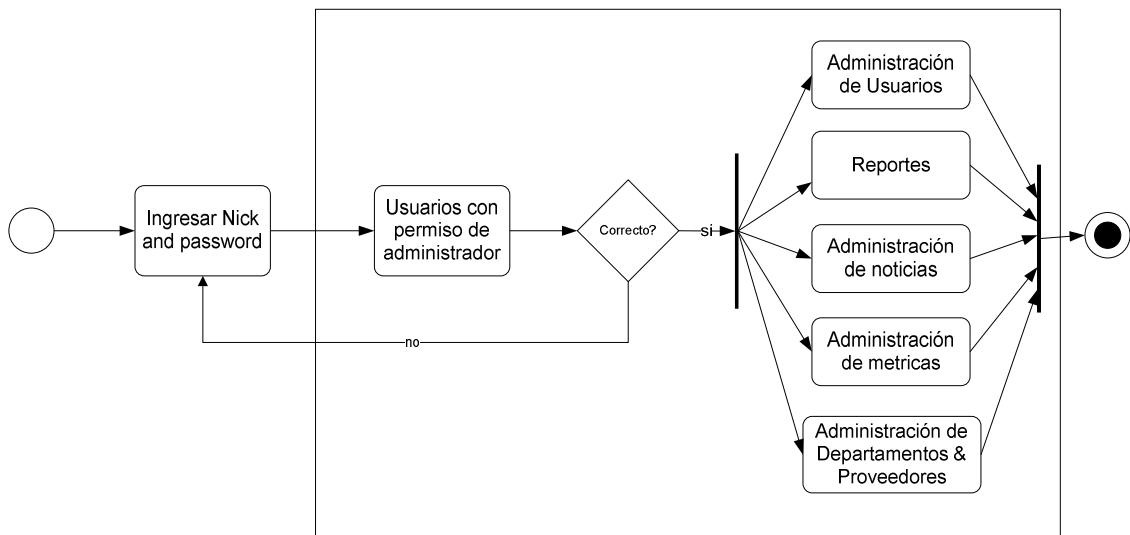 Ingresar Nick
and password
Usuarios con
permiso de
administrador
Correcto?
si
no
Administración
de Usuarios
Reportes
Administración
de noticias
Administración
de metricas
Administración de
Departamentos &
Proveedores